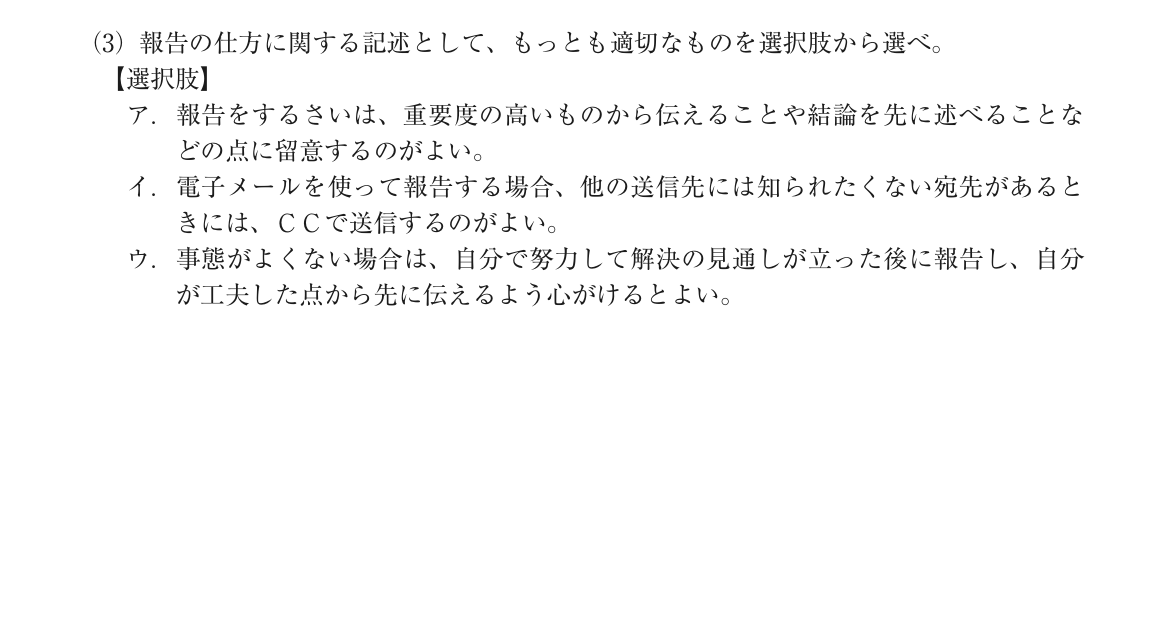 (3) 報告の仕方に関する記述として、もっとも適切なものを選択肢から選べ。
【選択肢】
ア．報告をするさいは、重要度の高いものから伝えることや結論を先に述べることな
どの点に留意するのがよい。
イ．電子メールを使って報告する場合、他の送信先には知られたくない宛先があると
きには、ＣＣで送信するのがよい。
ウ．事態がよくない場合は、自分で努力して解決の見通しが立った後に報告し、自分
が工夫した点から先に伝えるよう心がけるとよい。